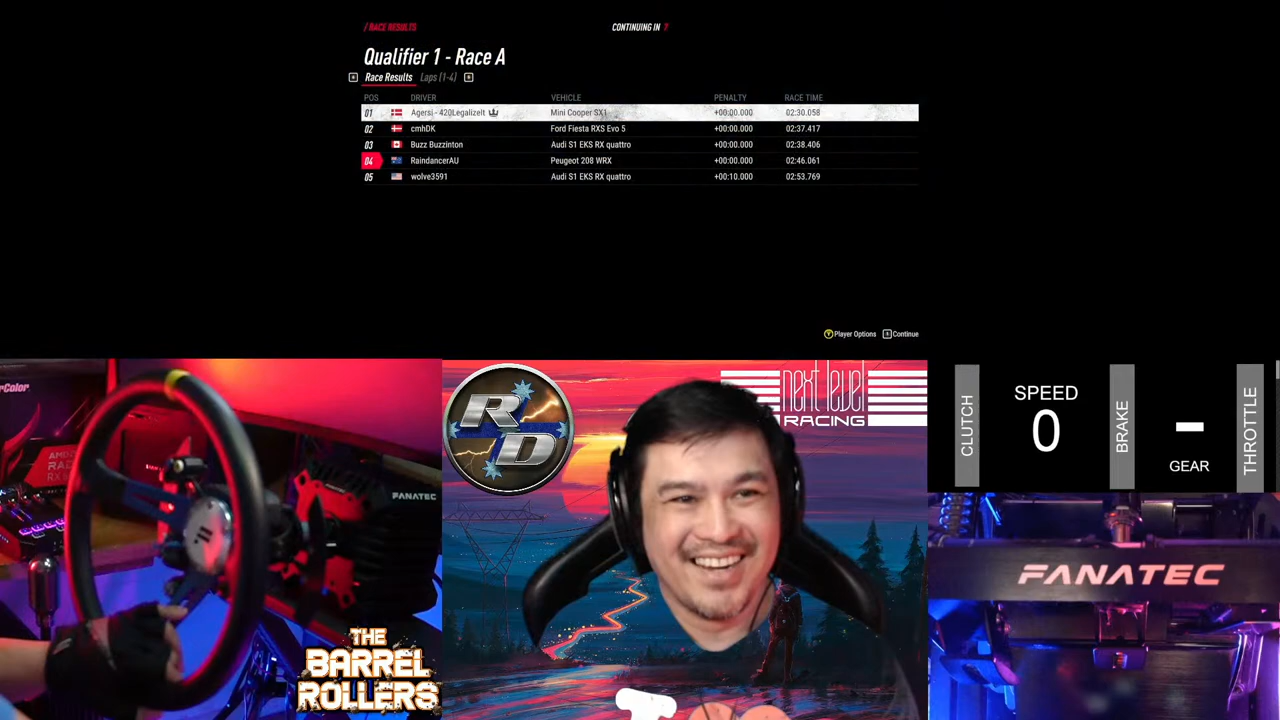 / RACE RESULTS
CONTINUING IN 7
Qualifier 1 - Race A
Race Results Laps (1-4)
POS DRIVER VEHICLE PENALTY RACE TIME
01 Agersi - 420LegalizeIt Mini Cooper SX1 +00:00.000 02:30.058
02 cmhDK Ford Fiesta RXS Evo 5 +00:00.000 02:37.417
03 Buzz Buzzinton Audi S1 EKS RX quattro +00:00.000 02:38.406
04 RaindancerAU Peugeot 208 WRX +00:00.000 02:46.061
05 wolve3591 Audi S1 EKS RX quattro +00:10.000 02:53.769
Player Options Continue
FANATEC
THE
BARREL
ROLLERS
RD
next level
RACING
CLUTCH
SPEED
0
BRAKE
-
GEAR
THROTTLE
FANATEC